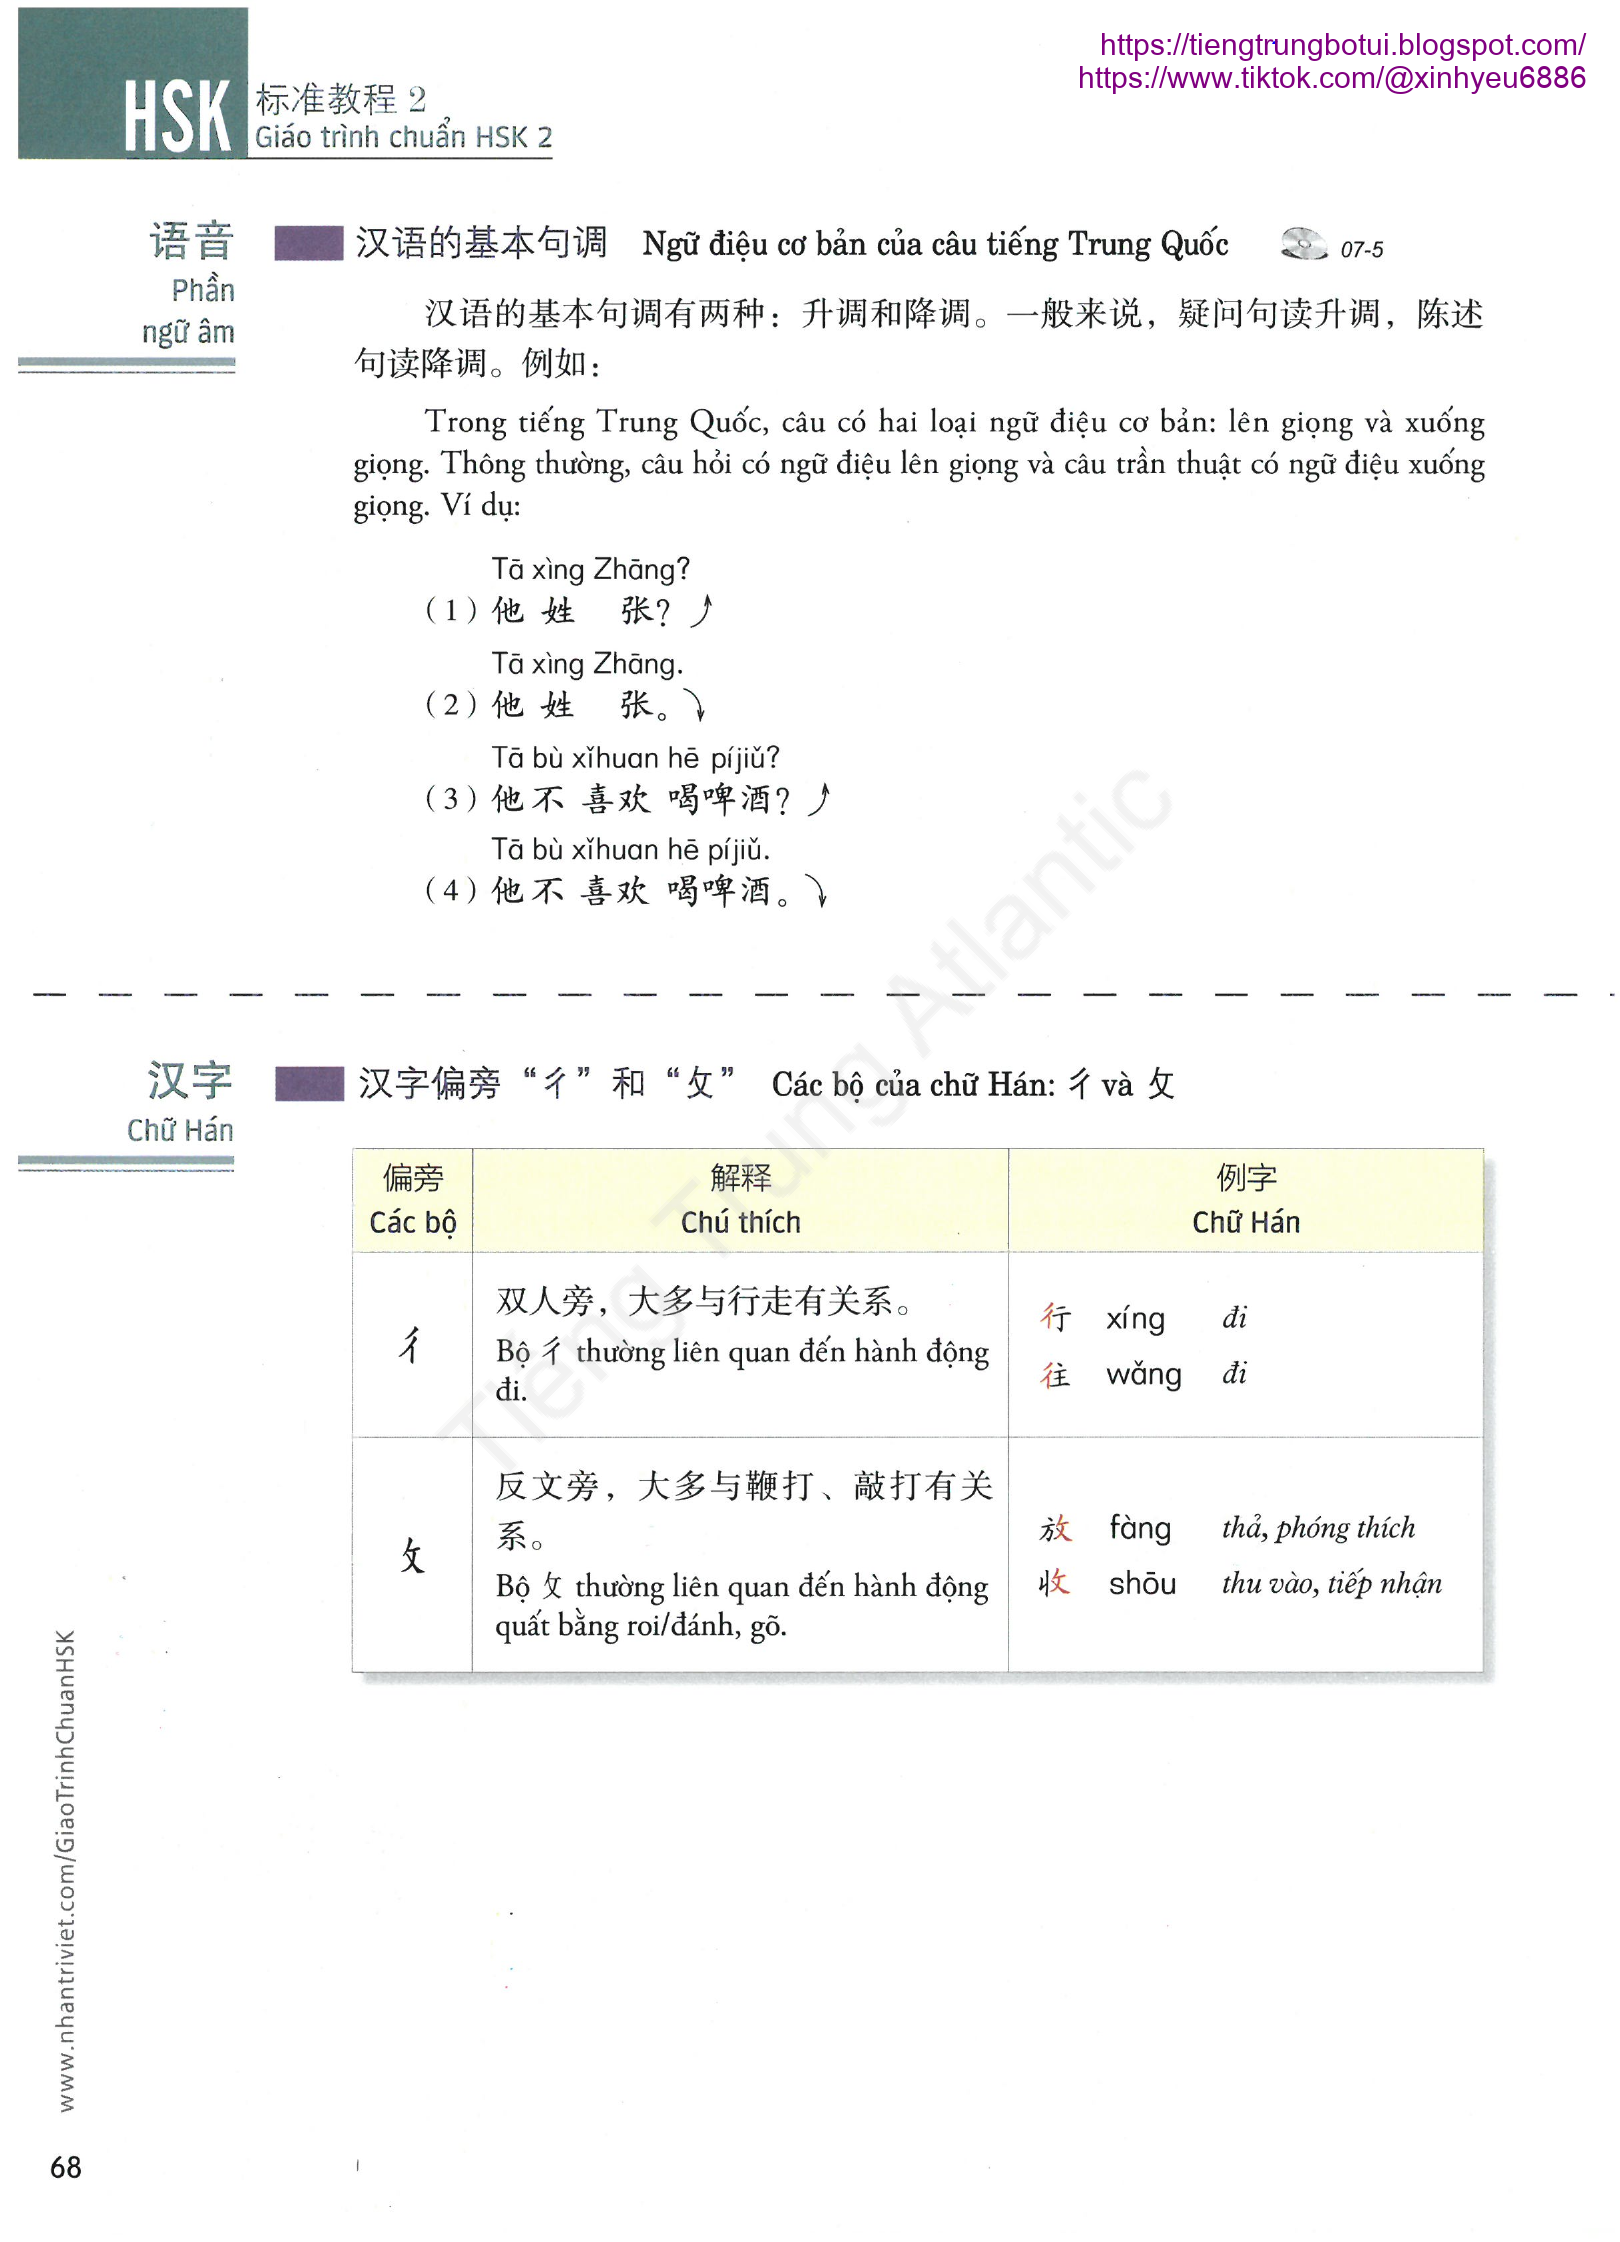 https://tiengtrungbotui.blogspot.com/
https://www.tiktok.com/@xinhyeu6886
HSK 标准教程 2
Giáo trình chuẩn HSK 2
语音
Phần
ngữ âm
汉语的基本句调 Ngữ điệu cơ bản của câu tiếng Trung Quốc 07-5
汉语的基本句调有两种：升调和降调。一般来说，疑问句读升调，陈述
句读降调。例如：
Trong tiếng Trung Quốc, câu có hai loại ngữ điệu cơ bản: lên giọng và xuống
giọng. Thông thường, câu hỏi có ngữ điệu lên giọng và câu trần thuật có ngữ điệu xuống
giọng. Ví dụ:
Tā xìng Zhāng?
（1）他 姓 张？
Tā xìng Zhāng.
（2）他 姓 张。
Tā bù xǐhuan hē píjiǔ?
（3）他 不 喜欢 喝啤酒？
Tā bù xǐhuan hē píjiǔ.
（4）他 不 喜欢 喝啤酒。
汉字
Chữ Hán
汉字偏旁“彳”和“攵” Các bộ của chữ Hán: 彳 và 攵
偏旁 解释 例字
Các bộ Chú thích Chữ Hán
彳
双人旁，大多与行走有关系。
Bộ 彳 thường liên quan đến hành động
đi.
行 xíng đi
往 wǎng đi
攵
反文旁，大多与鞭打、敲打有关
系。
Bộ 攵 thường liên quan đến hành động
quất bằng roi/đánh, gõ.
放 fàng thả, phóng thích
收 shōu thu vào, tiếp nhận
Tiếng Trung Atlantic
www.nhantriviet.com/GiaoTrinhChuanHSK
68